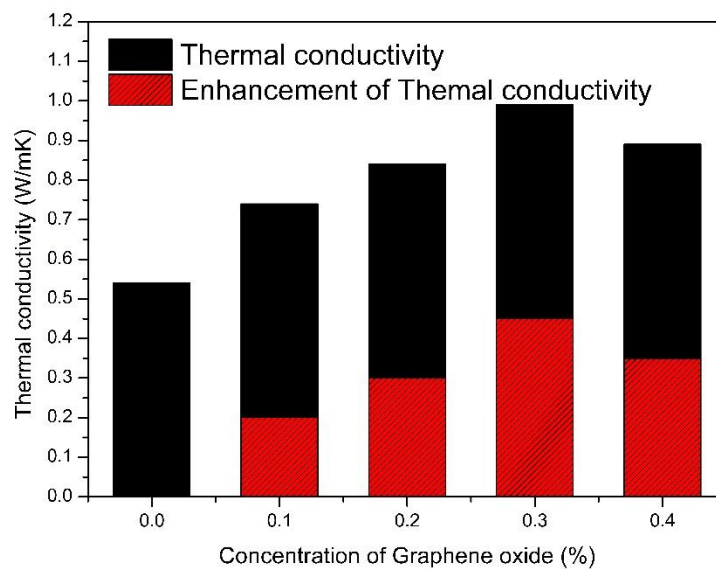 Thermal conductivity
Enhancement of Themal conductivity
Thermal conductivity (W/mK)
1.2
1.1
1.0
0.9
0.8
0.7
0.6
0.5
0.4
0.3
0.2
0.1
0.0
0.0 0.1 0.2 0.3 0.4
Concentration of Graphene oxide (%)